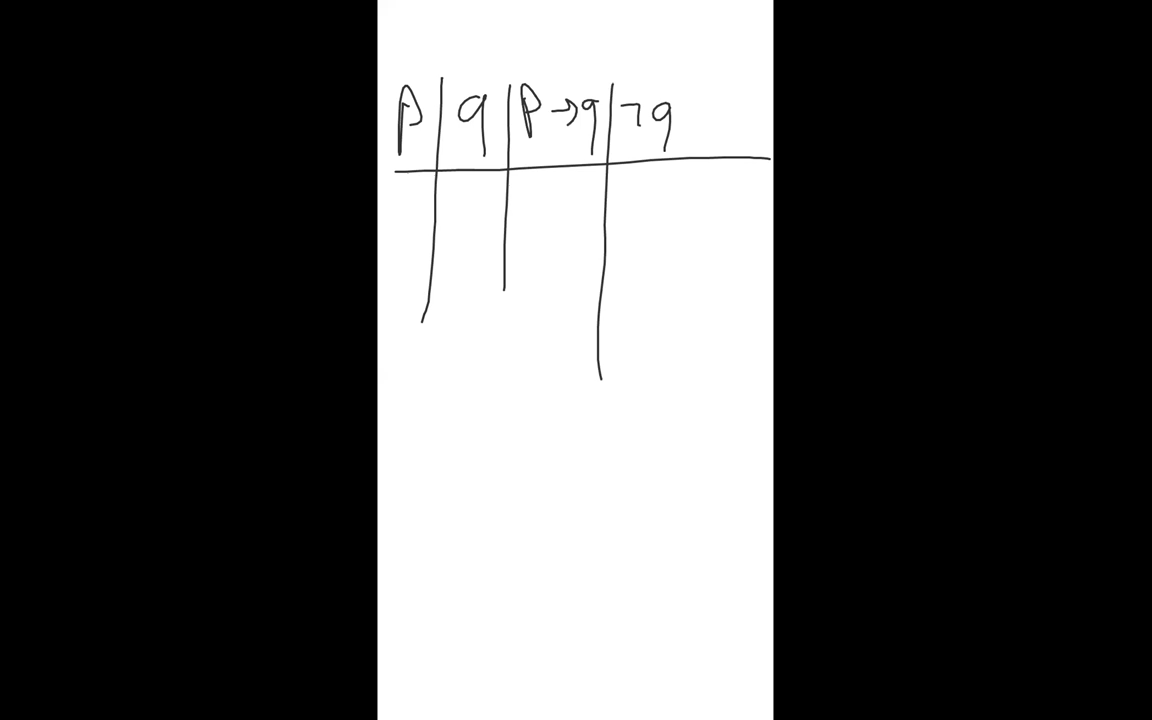 p | q | p → q | ¬ q